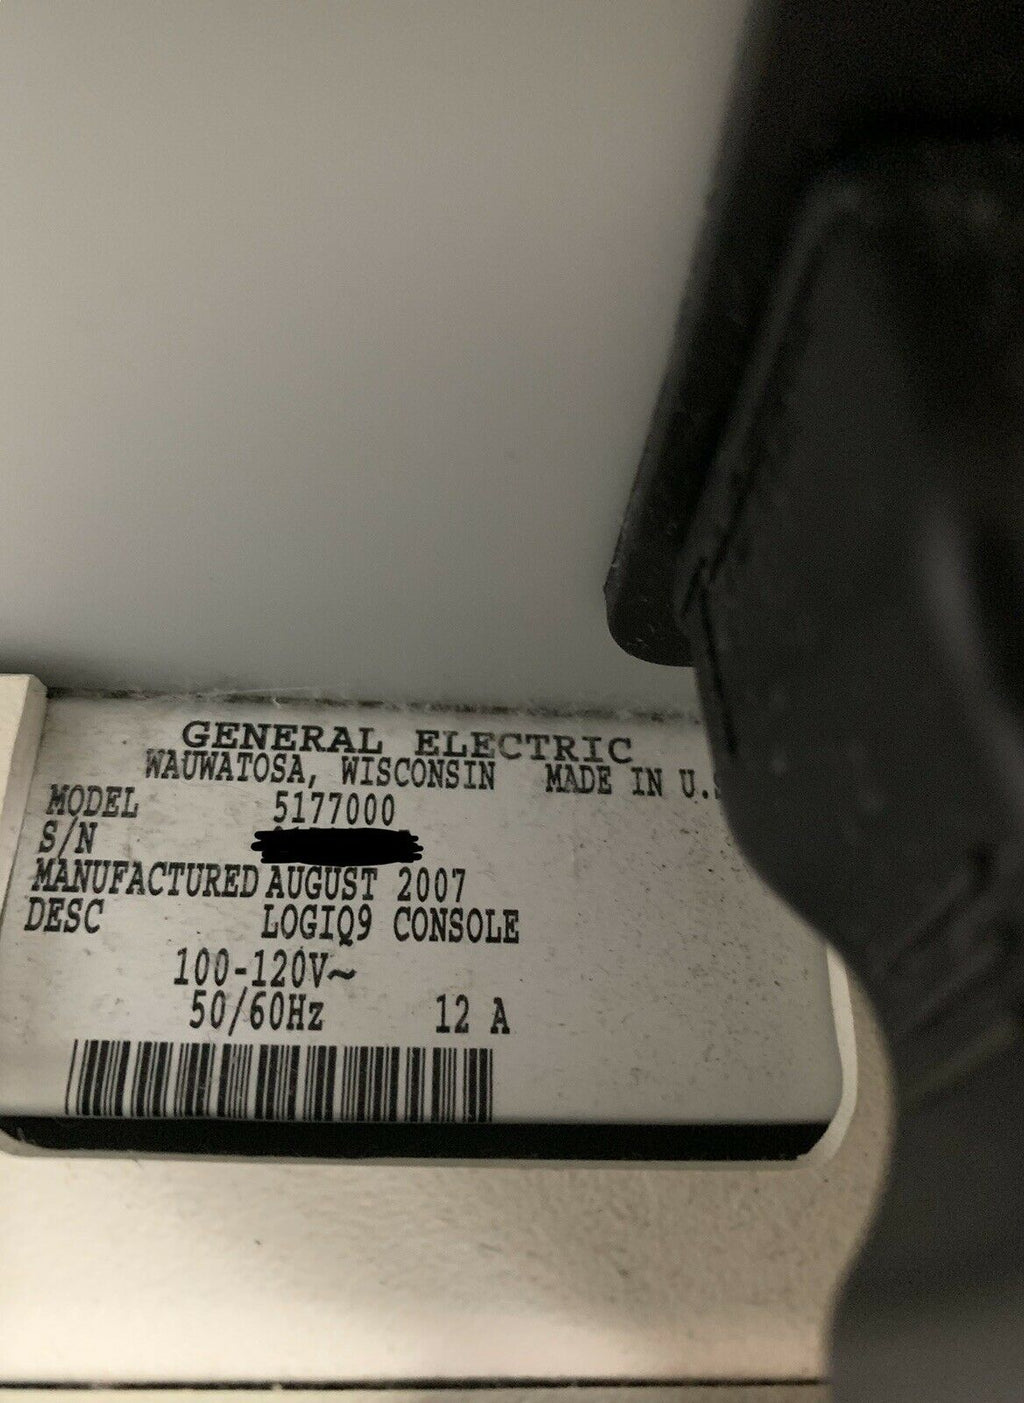 GENERAL ELECTRIC
WAUWATOSA, WISCONSIN MADE IN U.
MODEL 5177000
S/N
MANUFACTURED AUGUST 2007
DESC LOGIQ9 CONSOLE
100-120V~
50/60Hz 12 A